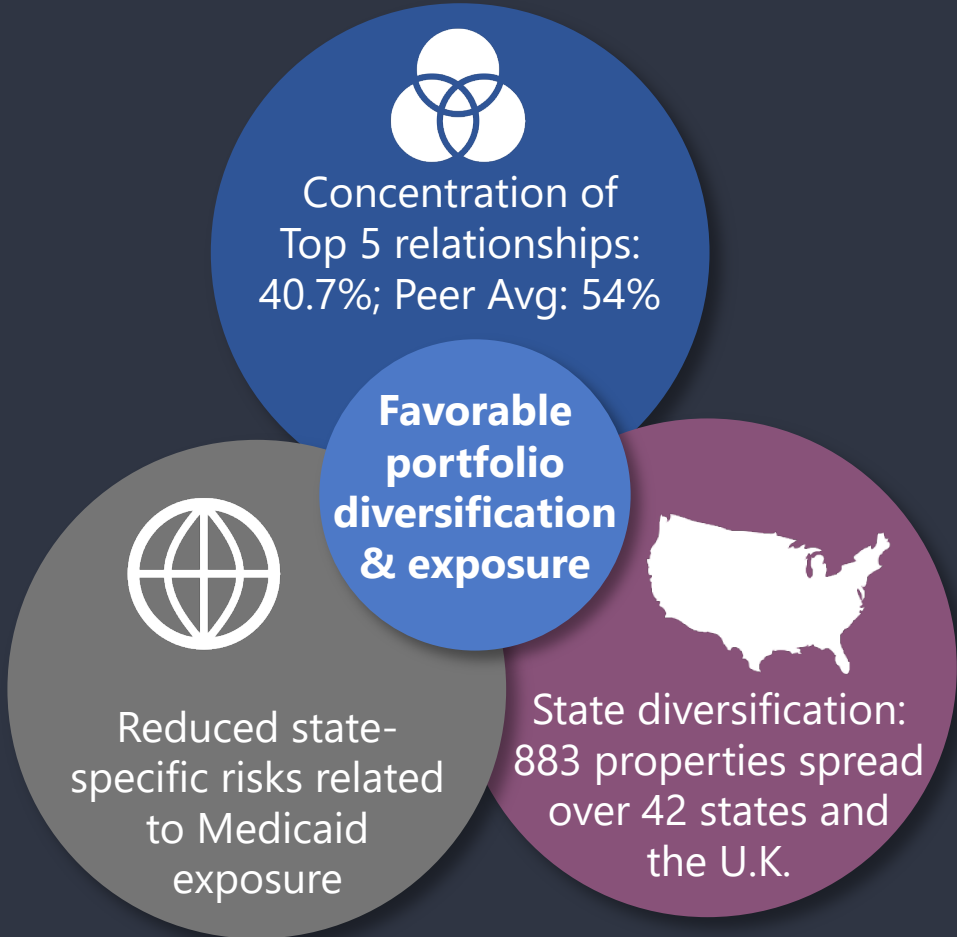 Concentration of
Top 5 relationships:
40.7%; Peer Avg: 54%
Favorable
portfolio
diversification
& exposure
Reduced state-
specific risks related
to Medicaid
exposure
State diversification:
883 properties spread
over 42 states and
the U.K.